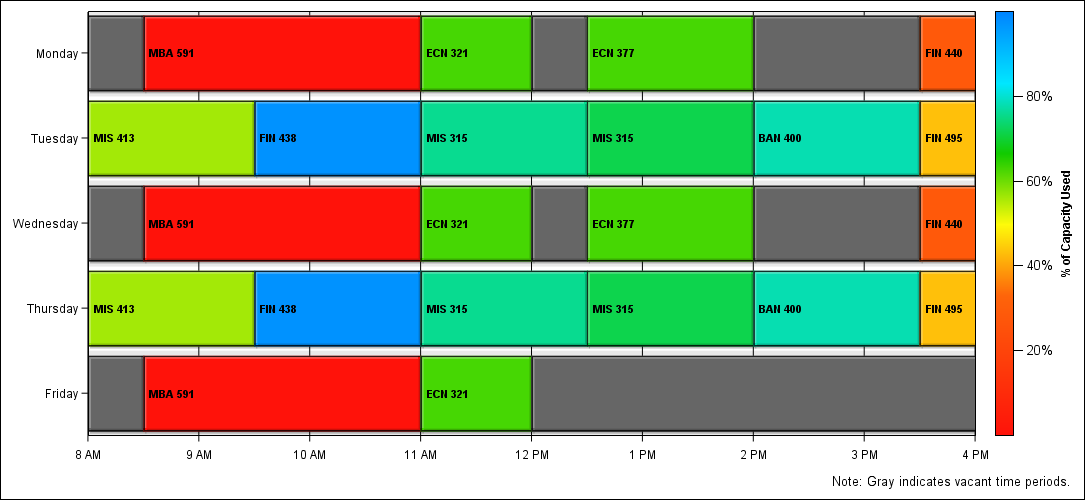 Monday
MBA 591
ECN 321
ECN 377
FIN 440
Tuesday
MIS 413
FIN 438
MIS 315
MIS 315
BAN 400
FIN 495
Wednesday
MBA 591
ECN 321
ECN 377
FIN 440
Thursday
MIS 413
FIN 438
MIS 315
MIS 315
BAN 400
FIN 495
Friday
MBA 591
ECN 321
8 AM
9 AM
10 AM
11 AM
12 PM
1 PM
2 PM
3 PM
4 PM
80%
60%
40%
20%
% of Capacity Used
Note: Gray indicates vacant time periods.